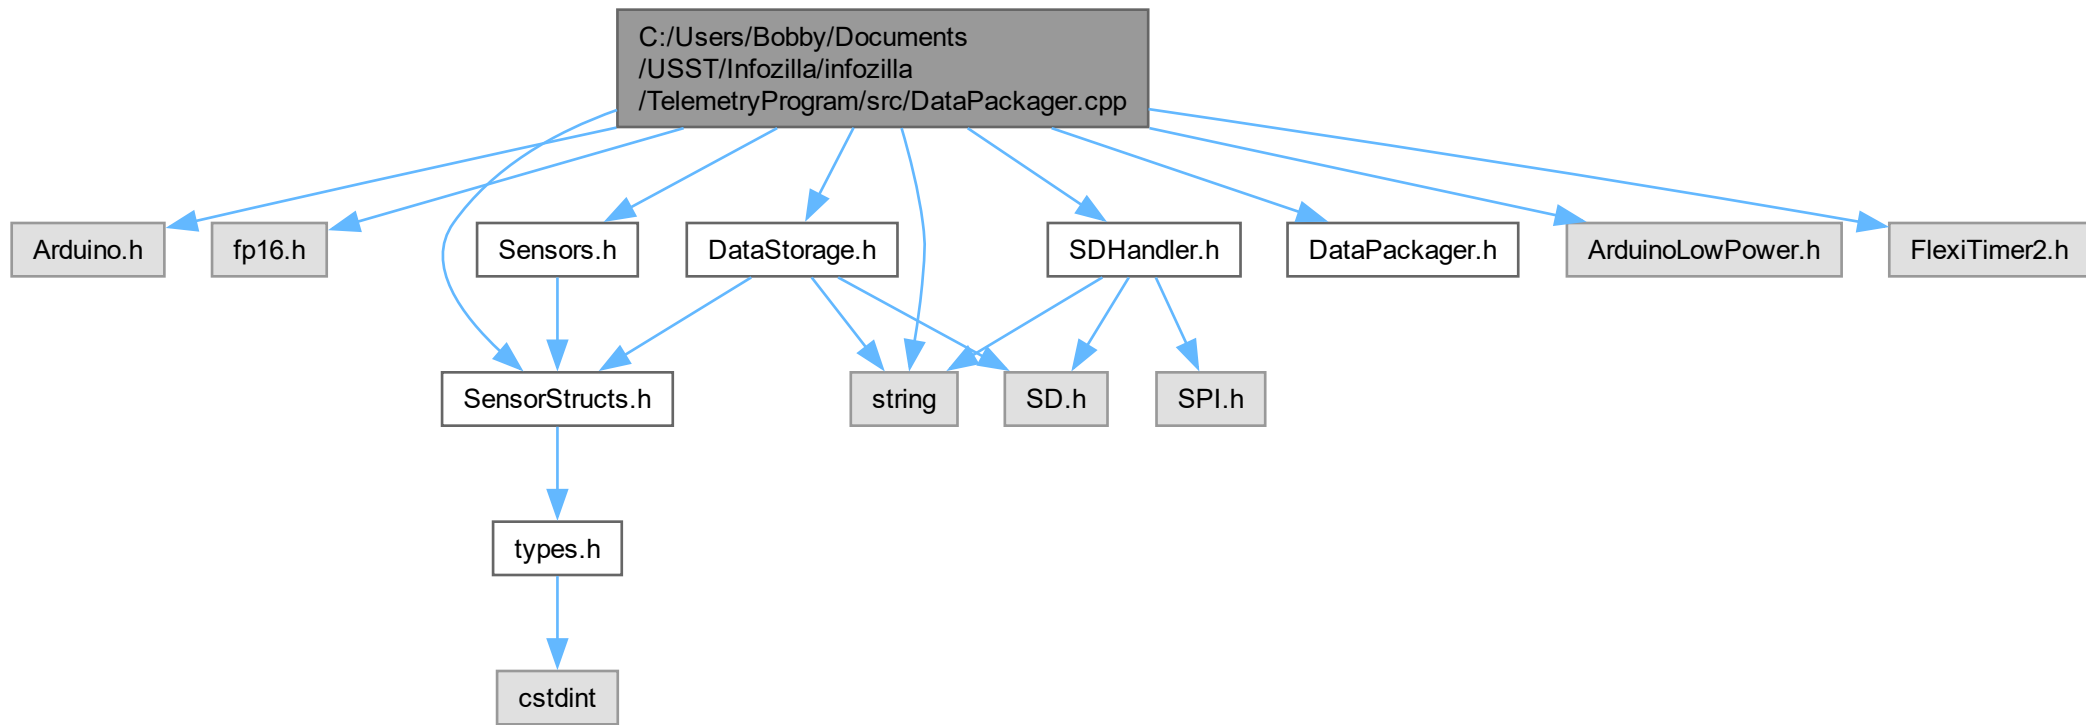 C:/Users/Bobby/Documents
/USST/Infozilla/infozilla
/TelemetryProgram/src/DataPackager.cpp
Arduino.h
fp16.h
Sensors.h
DataStorage.h
SDHandler.h
DataPackager.h
ArduinoLowPower.h
FlexiTimer2.h
SensorStructs.h
string
SD.h
SPI.h
types.h
cstdint